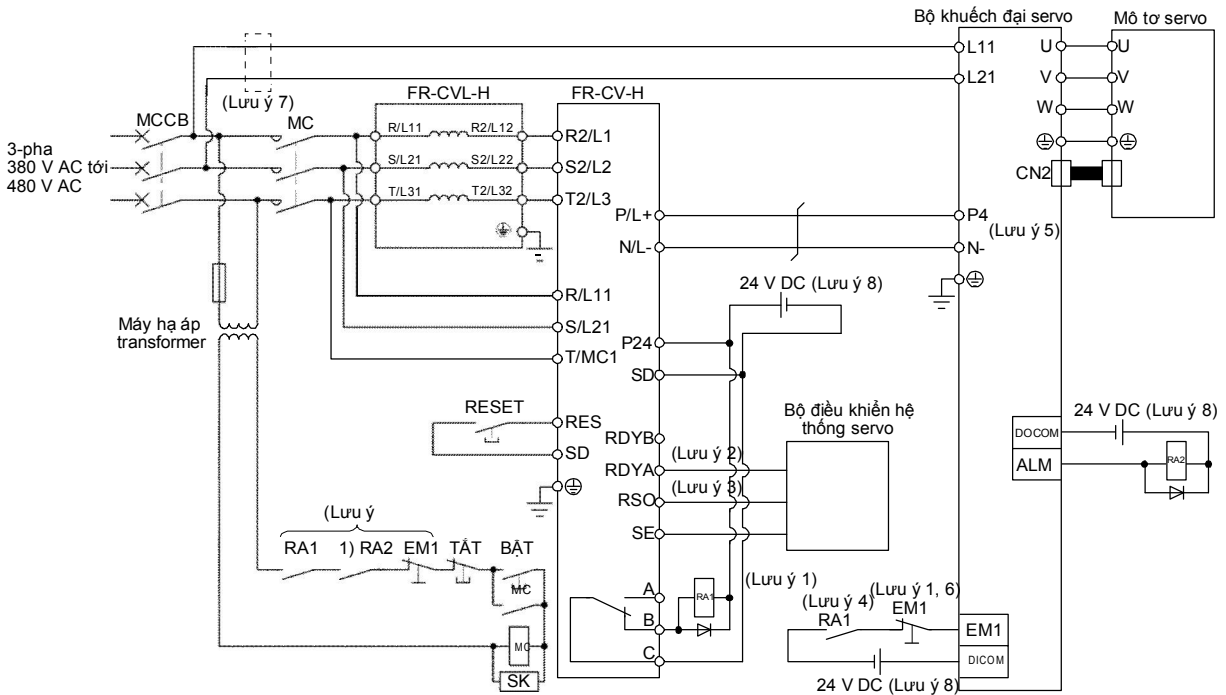 Bộ khuếch đại servo
Mô tơ servo
L11
U
U
L21
V
V
W
W
CN2
(Lưu ý 7)
FR-CVL-H
FR-CV-H
MCCB
MC
R/L11
R2/L12
R2/L1
S/L21
S2/L22
S2/L2
T/L31
T2/L32
T2/L3
3-pha
380 V AC tới
480 V AC
P/L+
P4
(Lưu ý 5)
N/L-
N-
24 V DC (Lưu ý 8)
R/L11
Máy hạ áp
transformer
S/L21
P24
T/MC1
SD
RESET
RES
SD
RDYB
Bộ điều khiển hệ
thống servo
24 V DC (Lưu ý 8)
DOCOM
RA2
ALM
RDYA
(Lưu ý 2)
RSO
(Lưu ý 3)
SE
(Lưu ý
RA1
1) RA2
EM1
TẮT
BẬT
MC
MC
SK
A
B
C
RA1
(Lưu ý 1)
(Lưu ý 4)
RA1
(Lưu ý 1, 6)
EM1
EM1
DICOM
24 V DC (Lưu ý 8)